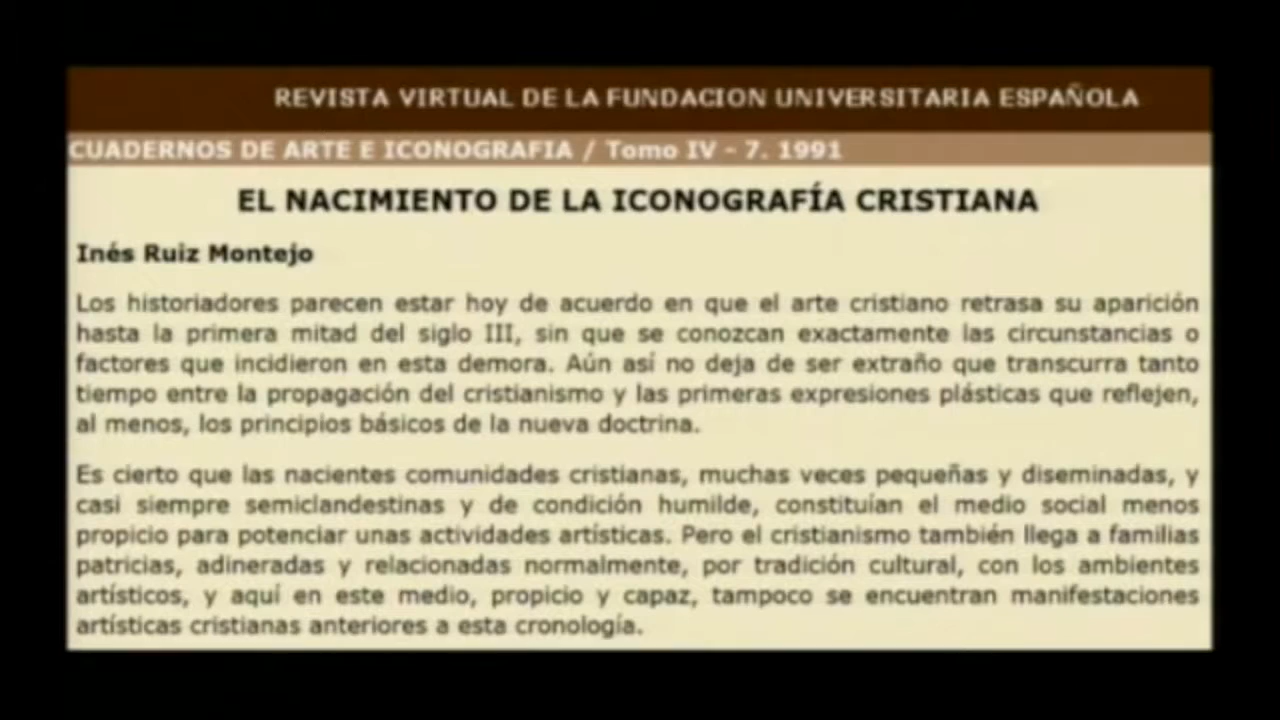 REVISTA VIRTUAL DE LA FUNDACION UNIVERSITARIA ESPAÑOLA
CUADERNOS DE ARTE E ICONOGRAFIA / Tomo IV - 7. 1991
EL NACIMIENTO DE LA ICONOGRAFÍA CRISTIANA
Inés Ruiz Montejo
Los historiadores parecen estar hoy de acuerdo en que el arte cristiano retrasa su aparición
hasta la primera mitad del siglo III, sin que se conozcan exactamente las circunstancias o
factores que incidieron en esta demora. Aún así no deja de ser extraño que transcurra tanto
tiempo entre la propagación del cristianismo y las primeras expresiones plásticas que reflejen,
al menos, los principios básicos de la nueva doctrina.
Es cierto que las nacientes comunidades cristianas, muchas veces pequeñas y diseminadas, y
casi siempre semiclandestinas y de condición humilde, constituían el medio social menos
propicio para potenciar unas actividades artísticas. Pero el cristianismo también llega a familias
patricias, adineradas y relacionadas normalmente, por tradición cultural, con los ambientes
artísticos, y aquí en este medio, propicio y capaz, tampoco se encuentran manifestaciones
artísticas cristianas anteriores a esta cronología.